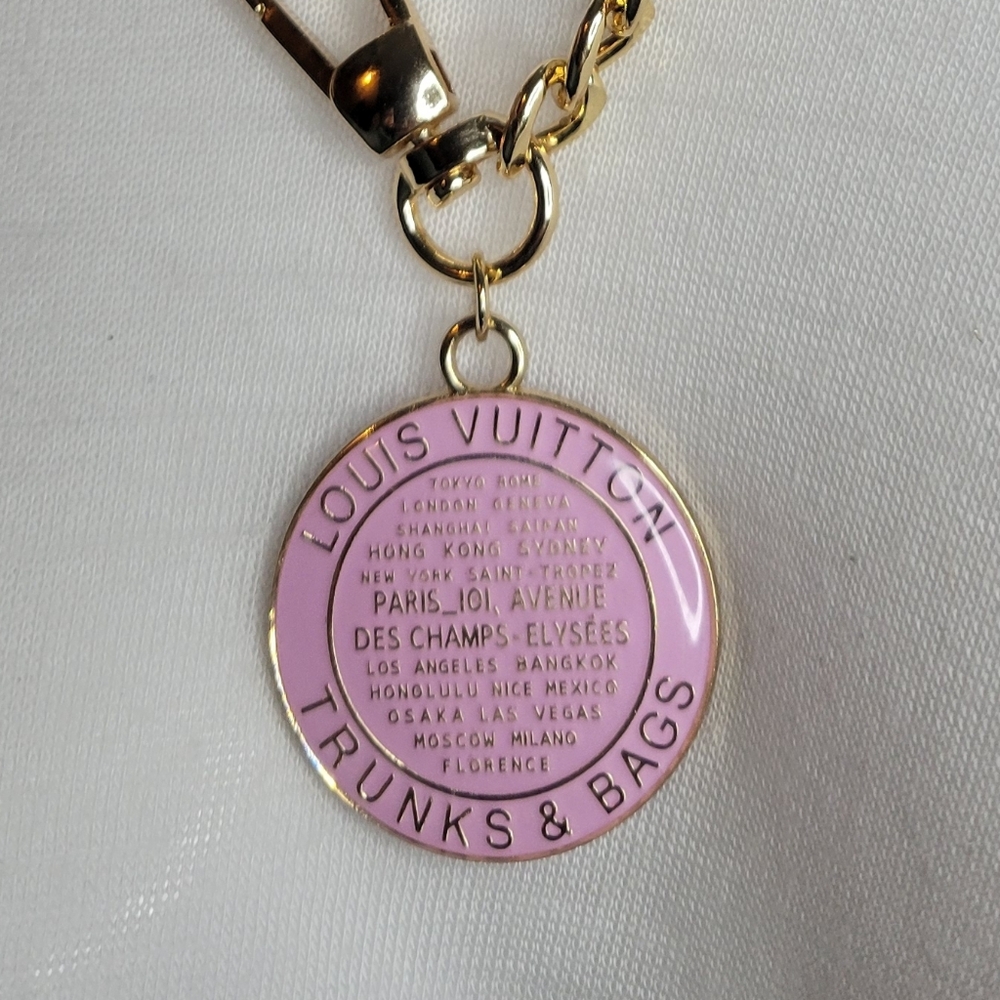 LOUIS VUITTON
TOKYO ROME
LONDON GENEVA
SHANGHAI SAIPAN
HONG KONG SYDNEY
NEW YORK SAINT-TROPEZ
PARIS_101, AVENUE
DES CHAMPS-ELYSÉES
LOS ANGELES BANGKOK
HONOLULU NICE MEXICO
OSAKA LAS VEGAS
MOSCOW MILANO
FLORENCE
TRUNKS & BAGS